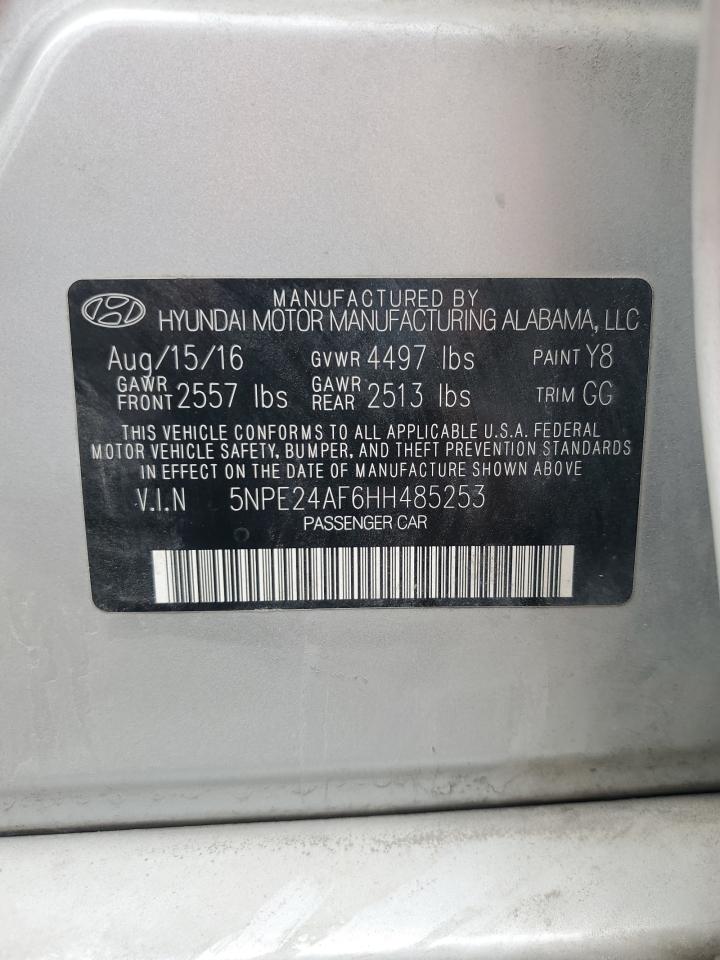 MANUFACTURED BY
HYUNDAI MOTOR MANUFACTURING ALABAMA, LLC
Aug/15/16 GVWR 4497 lbs PAINT Y8
GAWR FRONT 2557 lbs GAWR REAR 2513 lbs TRIM GG
THIS VEHICLE CONFORMS TO ALL APPLICABLE U.S.A. FEDERAL
MOTOR VEHICLE SAFETY, BUMPER, AND THEFT PREVENTION STANDARDS
IN EFFECT ON THE DATE OF MANUFACTURE SHOWN ABOVE
V.I.N 5NPE24AF6HH485253
PASSENGER CAR